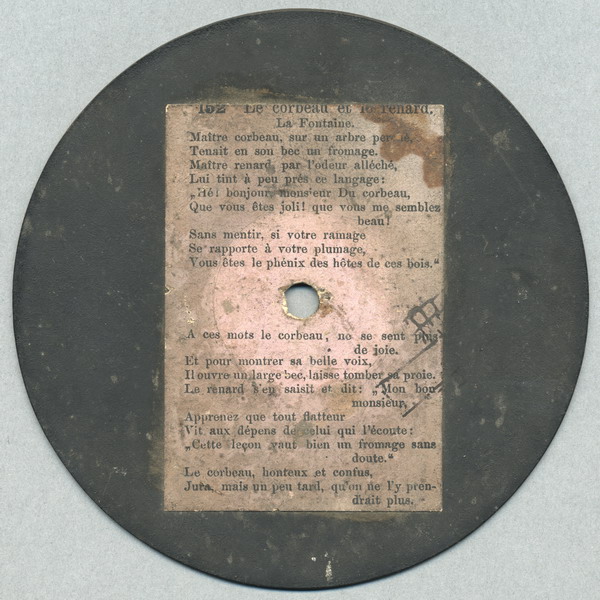 152 Le corbeau et le renard.
La Fontaine.
Maître corbeau, sur un arbre perché,
Tenait en son bec un fromage.
Maître renard, par l'odeur alléché,
Lui tint à peu près ce langage:
„Hé! bonjour, monsieur Du corbeau,
Que vous êtes joli! que vous me semblez
beau!
Sans mentir, si votre ramage
Se rapporte à votre plumage,
Vous êtes le phénix des hôtes de ces bois.“
A ces mots le corbeau, no se sent plus
de joie.
Et pour montrer sa belle voix,
Il ouvre un large bec, laisse tomber sa proie.
Le renard s'en saisit et dit: „Mon bon
monsieur,
Apprenez que tout flatteur
Vit aux dépens de celui qui l'écoute:
„Cette leçon vaut bien un fromage sans
doute.“
Le corbeau, honteux et confus,
Jura, mais un peu tard, qu'on ne l'y pren-
drait plus.